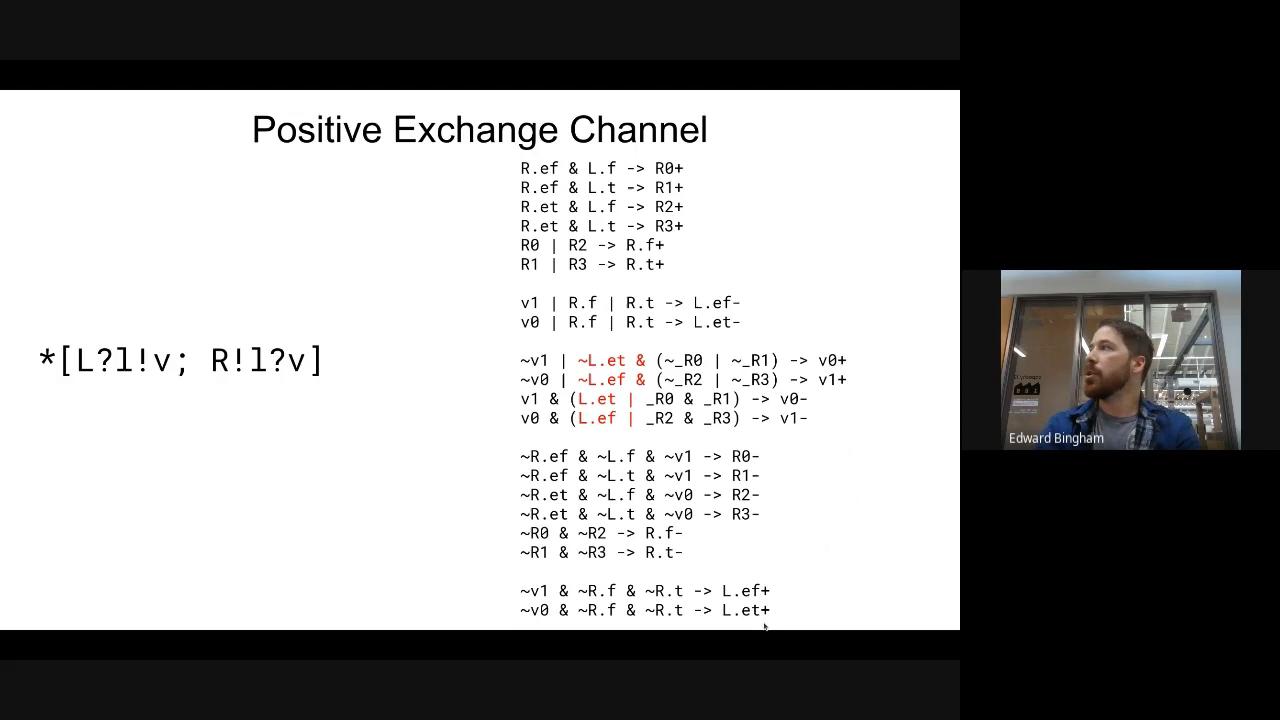 Positive Exchange Channel
*[L?l!v; R!l?v]
R.ef & L.f -> R0+
R.ef & L.t -> R1+
R.et & L.f -> R2+
R.et & L.t -> R3+
R0 | R2 -> R.f+
R1 | R3 -> R.t+
v1 | R.f | R.t -> L.ef-
v0 | R.f | R.t -> L.et-
~v1 | ~L.et & (~_R0 | ~_R1) -> v0+
~v0 | ~L.ef & (~_R2 | ~_R3) -> v1+
v1 & (L.et | _R0 & _R1) -> v0-
v0 & (L.ef | _R2 & _R3) -> v1-
~R.ef & ~L.f & ~v1 -> R0-
~R.ef & ~L.t & ~v1 -> R1-
~R.et & ~L.f & ~v0 -> R2-
~R.et & ~L.t & ~v0 -> R3-
~R0 & ~R2 -> R.f-
~R1 & ~R3 -> R.t-
~v1 & ~R.f & ~R.t -> L.ef+
~v0 & ~R.f & ~R.t -> L.et+
Edward Bingham